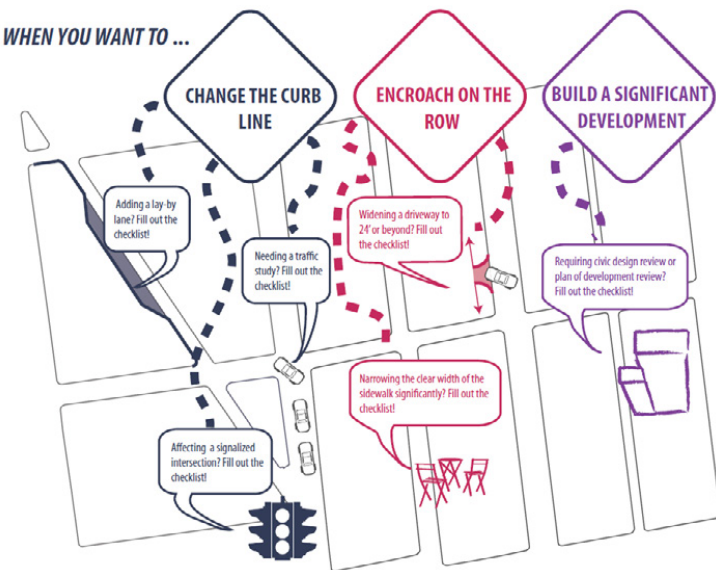 WHEN YOU WANT TO ...
CHANGE THE CURB
LINE
ENCROACH ON THE
ROW
BUILD A SIGNIFICANT
DEVELOPMENT
Adding a lay-by
lane? Fill out the
checklist!
Needing a traffic
study? Fill out the
checklist!
Affecting a signalized
intersection? Fill out the
checklist!
Widening a driveway to
24' or beyond? Fill out
the checklist!
Narrowing the clear width of the
sidewalk significantly? Fill out the
checklist!
Requiring civic design review or
plan of development review?
Fill out the checklist!